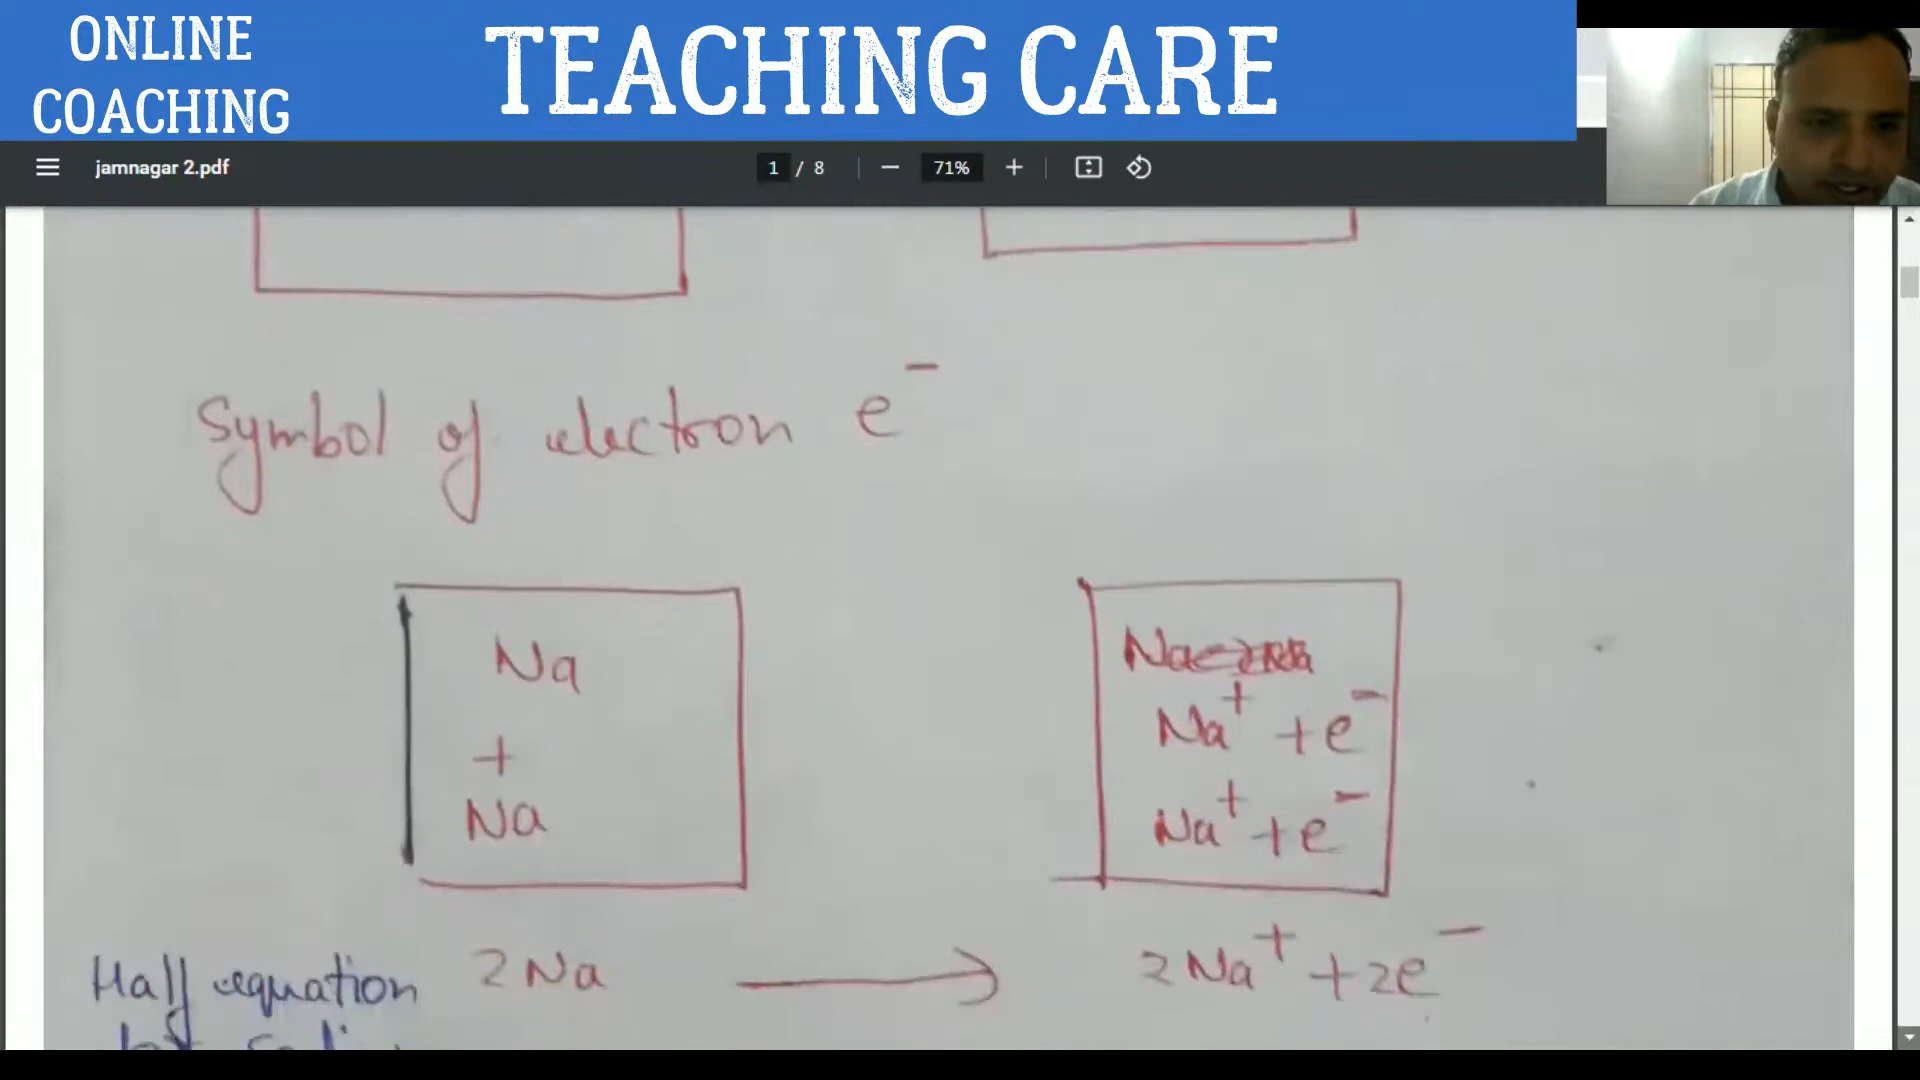 ONLINE
COACHING
TEACHING CARE
jamnagar 2.pdf
1 / 8
71%
Symbol of electron e⁻
Na
+
Na
Na
Na⁺ + e⁻
Na⁺ + e⁻
Half equation 2Na → 2Na⁺ + 2e⁻